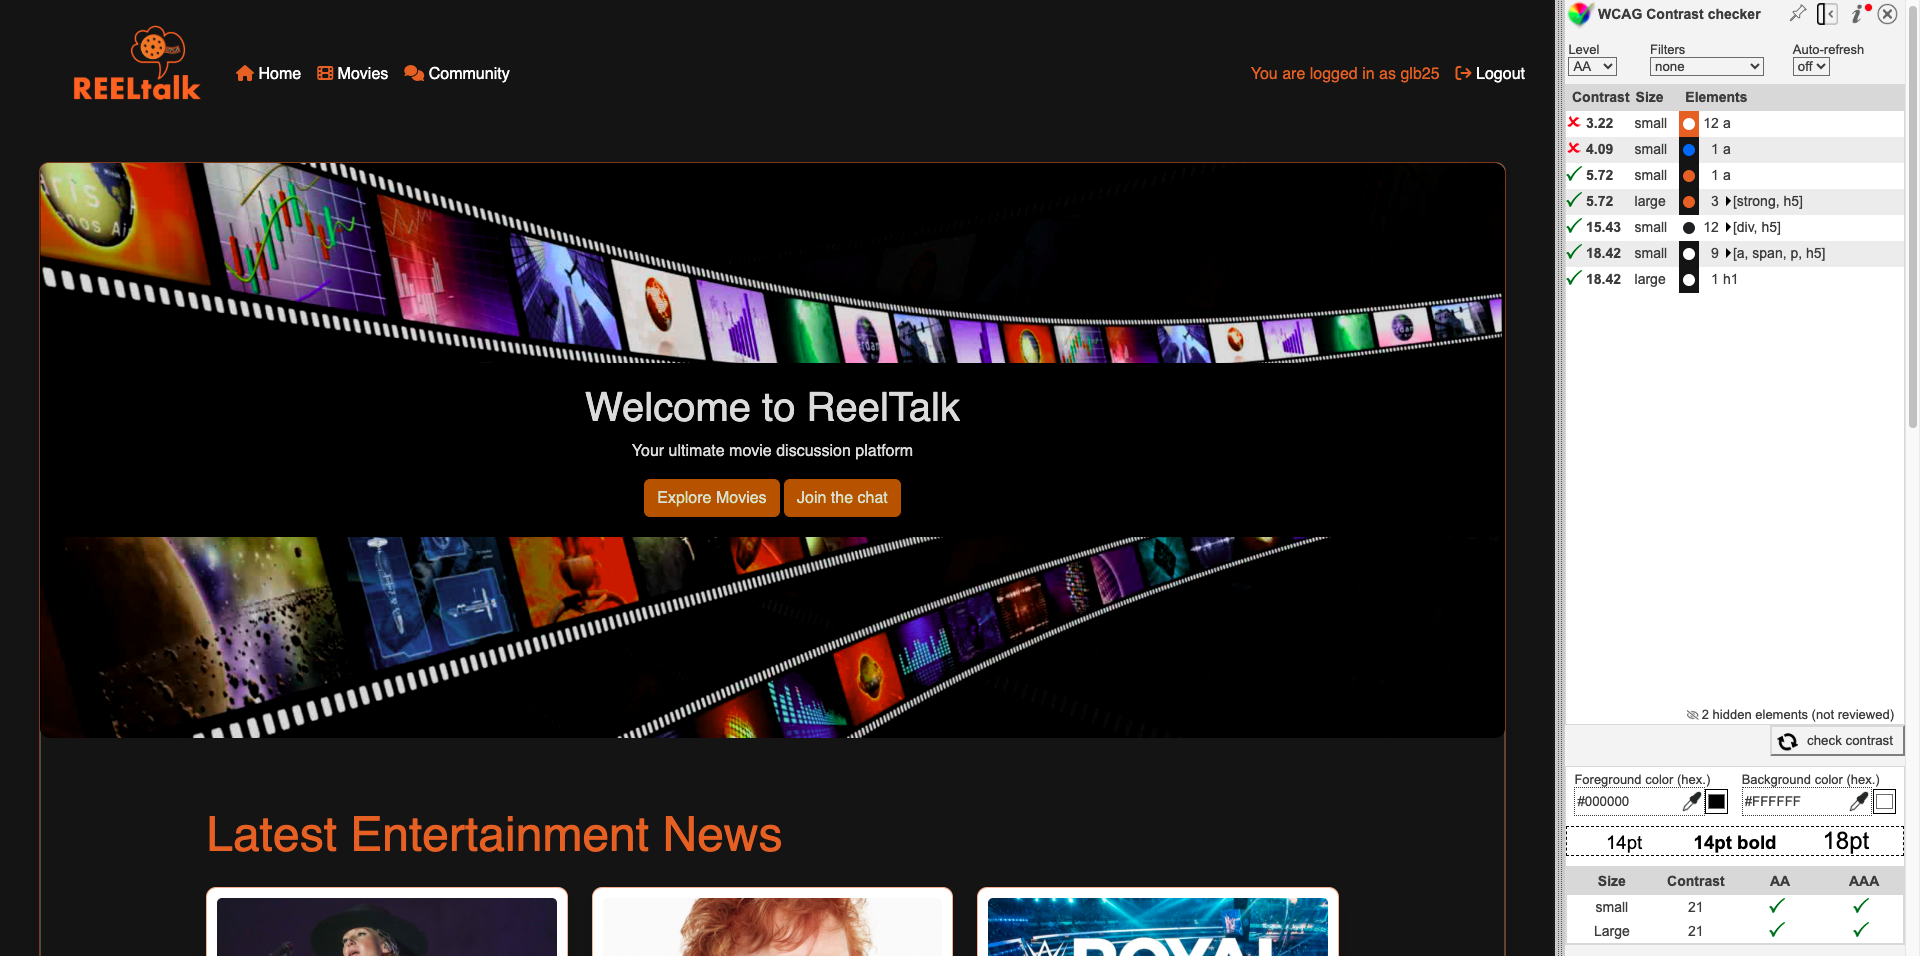 REELtalk
Home Movies Community
You are logged in as glb25 Logout
Welcome to ReelTalk
Your ultimate movie discussion platform
Explore Movies Join the chat
Latest Entertainment News
ROYAL
WCAG Contrast checker
Level Filters Auto-refresh
AA none off
Contrast Size Elements
3.22 small 12 a
4.09 small 1 a
5.72 small 1 a
5.72 large 3 [strong, h5]
15.43 small 12 [div, h5]
18.42 small 9 [a, span, p, h5]
18.42 large 1 h1
2 hidden elements (not reviewed)
check contrast
Foreground color (hex.) Background color (hex.)
#000000 #FFFFFF
14pt 14pt bold 18pt
Size Contrast AA AAA
small 21
Large 21